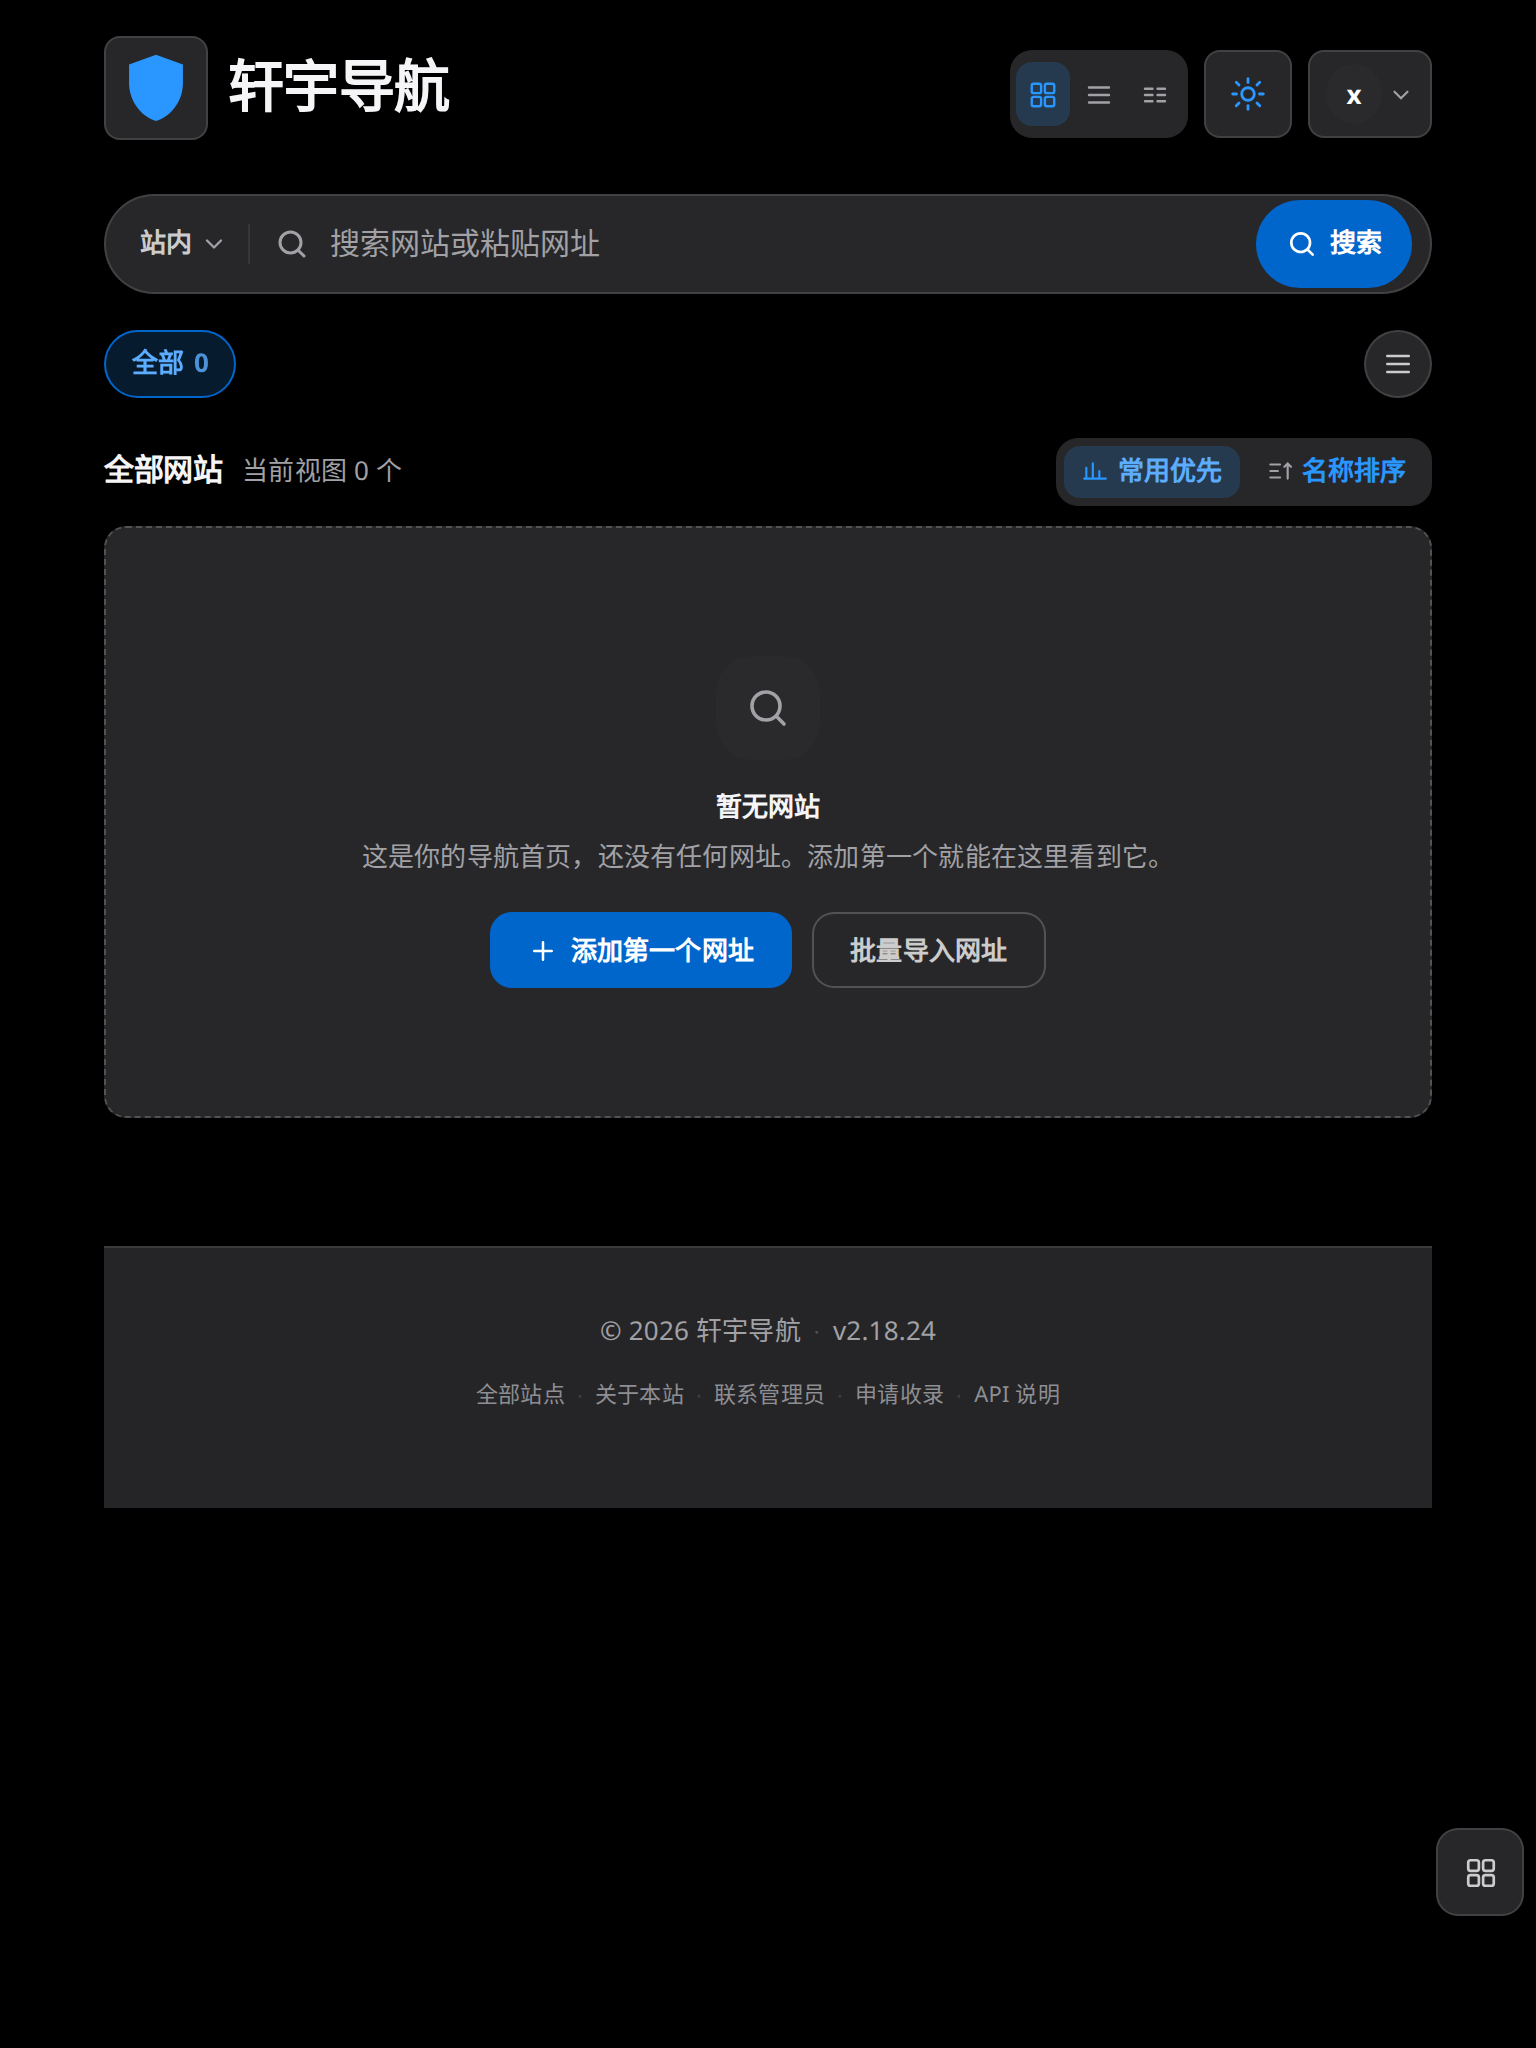 轩宇导航
x
站内
搜索网站或粘贴网址
搜索
全部 0
全部网站 当前视图 0 个
常用优先
名称排序
暂无网站
这是你的导航首页，还没有任何网址。添加第一个就能在这里看到它。
添加第一个网址
批量导入网址
© 2026 轩宇导航 · v2.18.24
全部站点 · 关于本站 · 联系管理员 · 申请收录 · API 说明